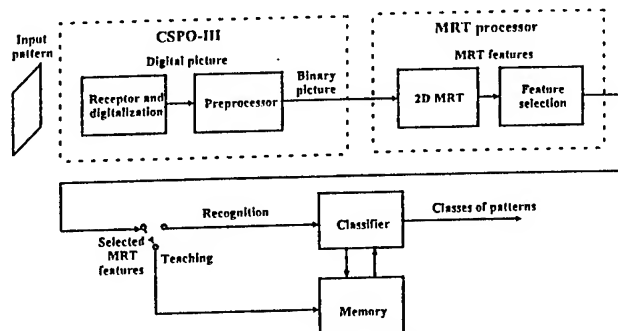 Input
pattern
CSPO-III
MRT processor
Digital picture
MRT features
Binary
picture
Receptor and
digitalization
Preprocessor
2D MRT
Feature
selection
Recognition
Classifier
Classes of patterns
Selected
MRT
features
Teaching
Memory